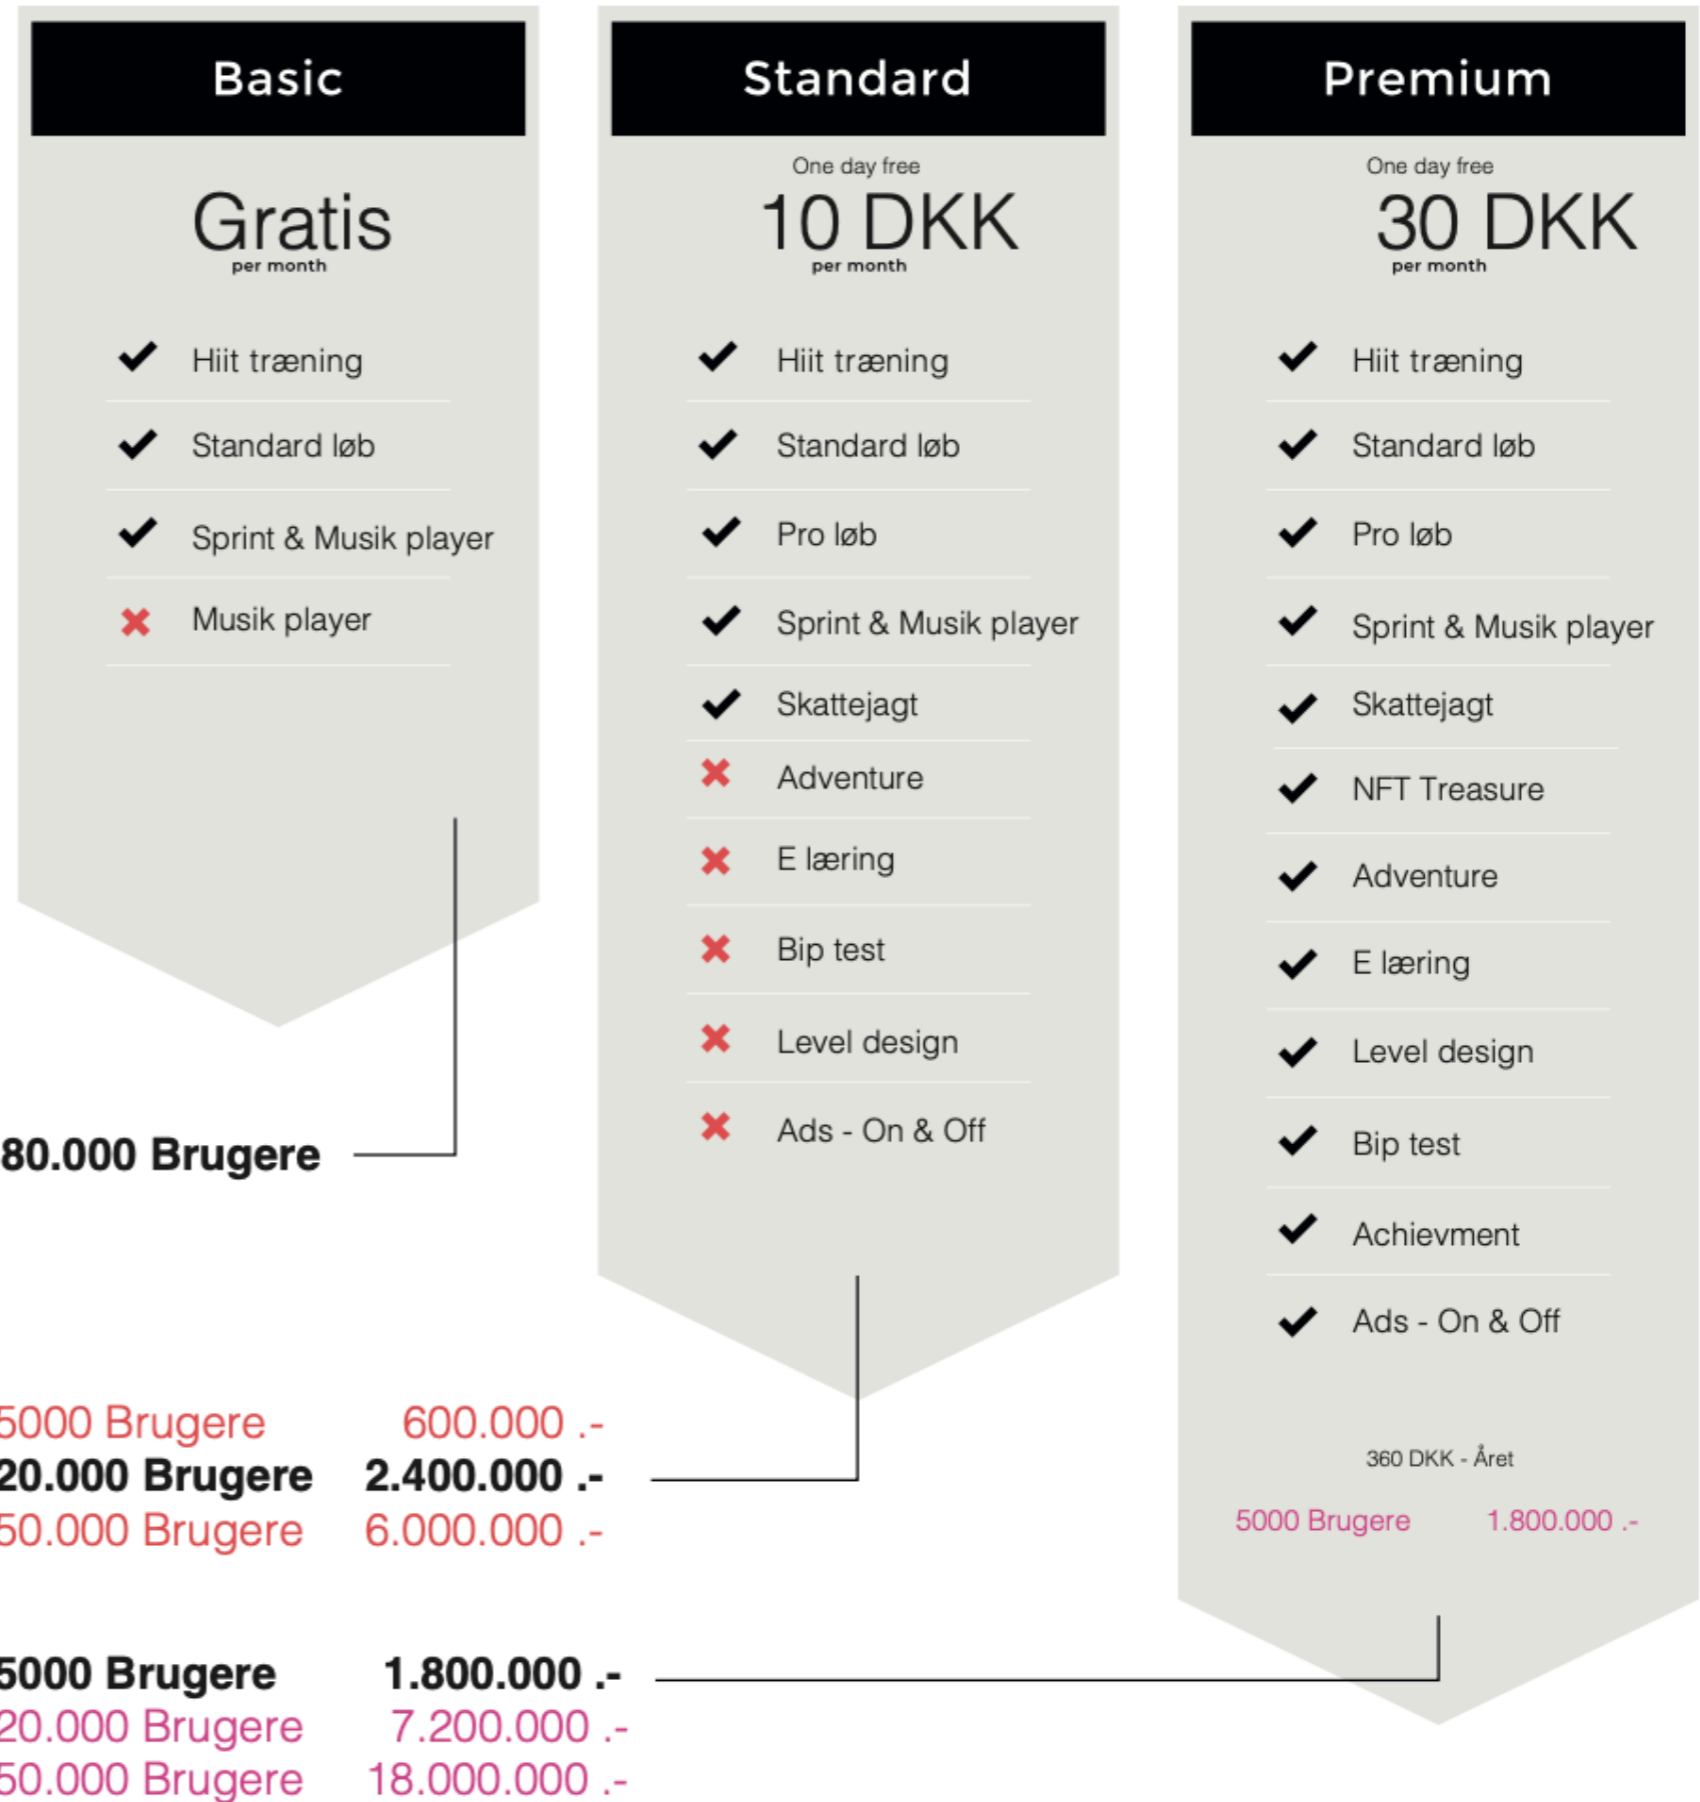 Basic
Gratis
per month
Hiit træning
Standard løb
Sprint & Musik player
Musik player
80.000 Brugere
Standard
One day free
10 DKK
per month
Hiit træning
Standard løb
Pro løb
Sprint & Musik player
Skattejagt
Adventure
E læring
Bip test
Level design
Ads - On & Off
5000 Brugere 600.000 .-
20.000 Brugere 2.400.000 .-
50.000 Brugere 6.000.000 .-
Premium
One day free
30 DKK
per month
Hiit træning
Standard løb
Pro løb
Sprint & Musik player
Skattejagt
NFT Treasure
Adventure
E læring
Level design
Bip test
Achievment
Ads - On & Off
360 DKK - Året
5000 Brugere 1.800.000 .-
5000 Brugere 1.800.000 .-
20.000 Brugere 7.200.000 .-
50.000 Brugere 18.000.000 .-